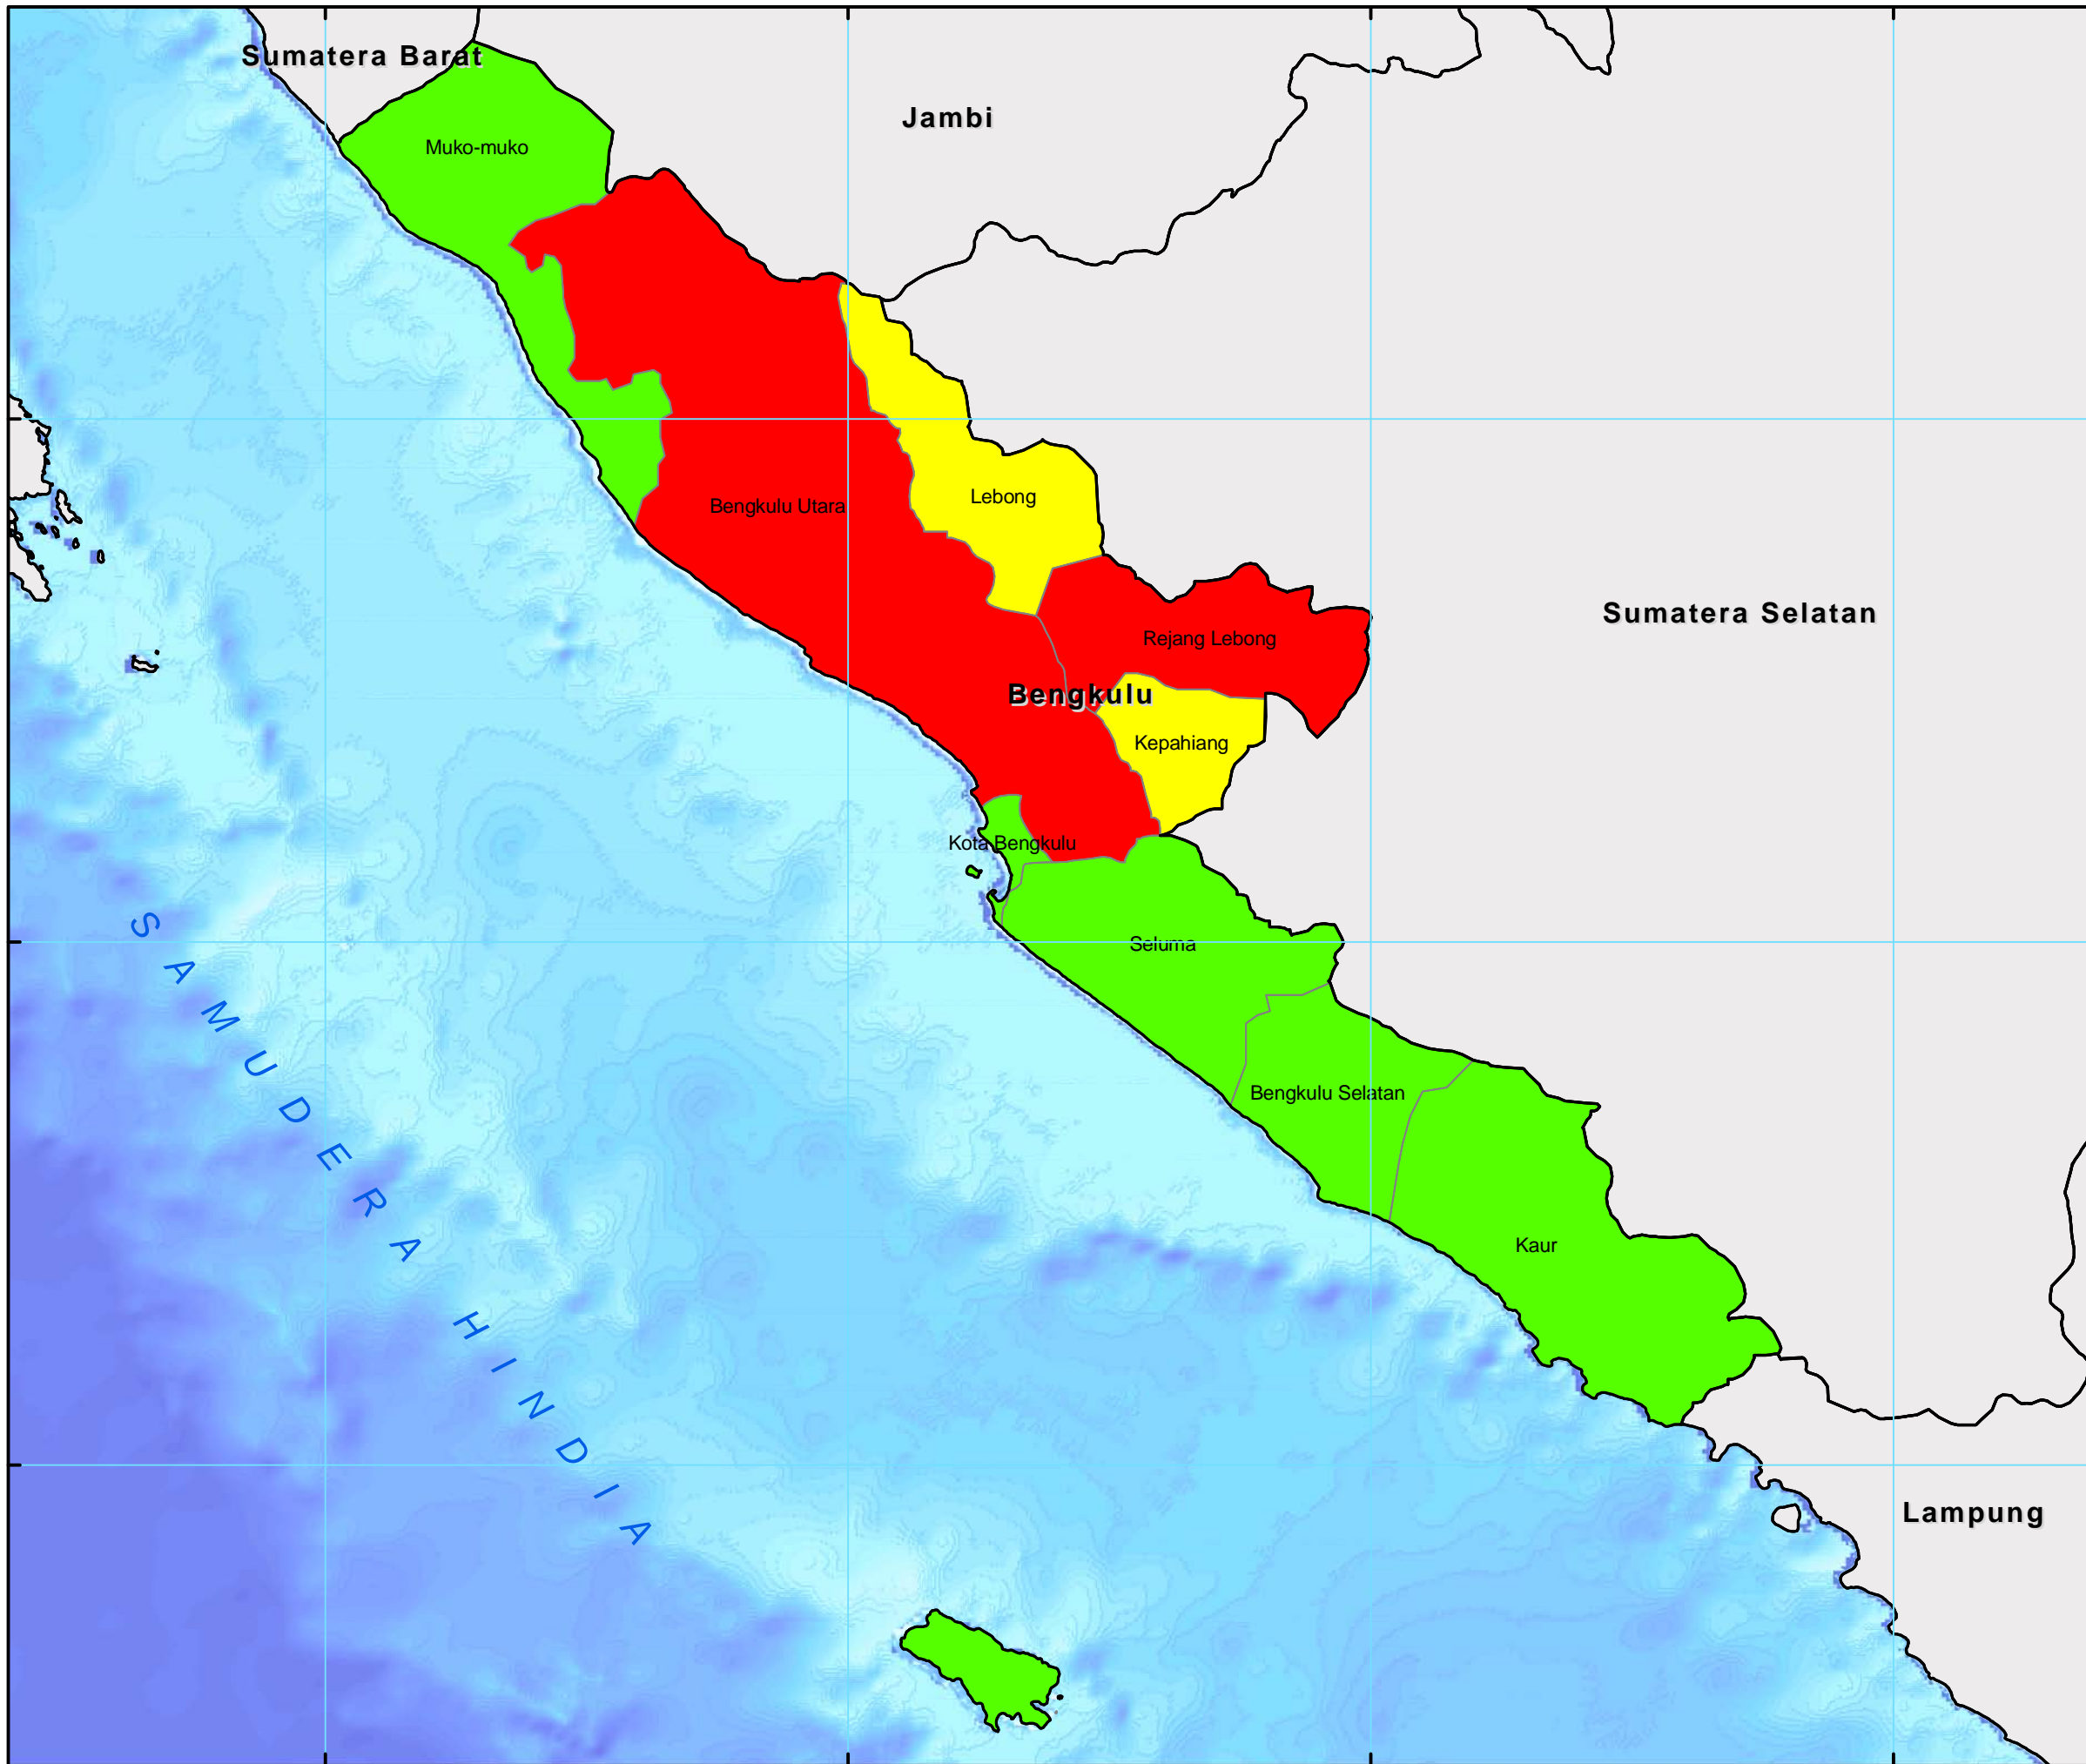 Sumatera Barat
Jambi
Muko-muko
Lebong
Bengkulu Utara
Sumatera Selatan
Rejang Lebong
Bengkulu
Kepahiang
Kota Bengkulu
Seluma
Bengkulu Selatan
Kaur
SAMUDERA HINDIA
Lampung